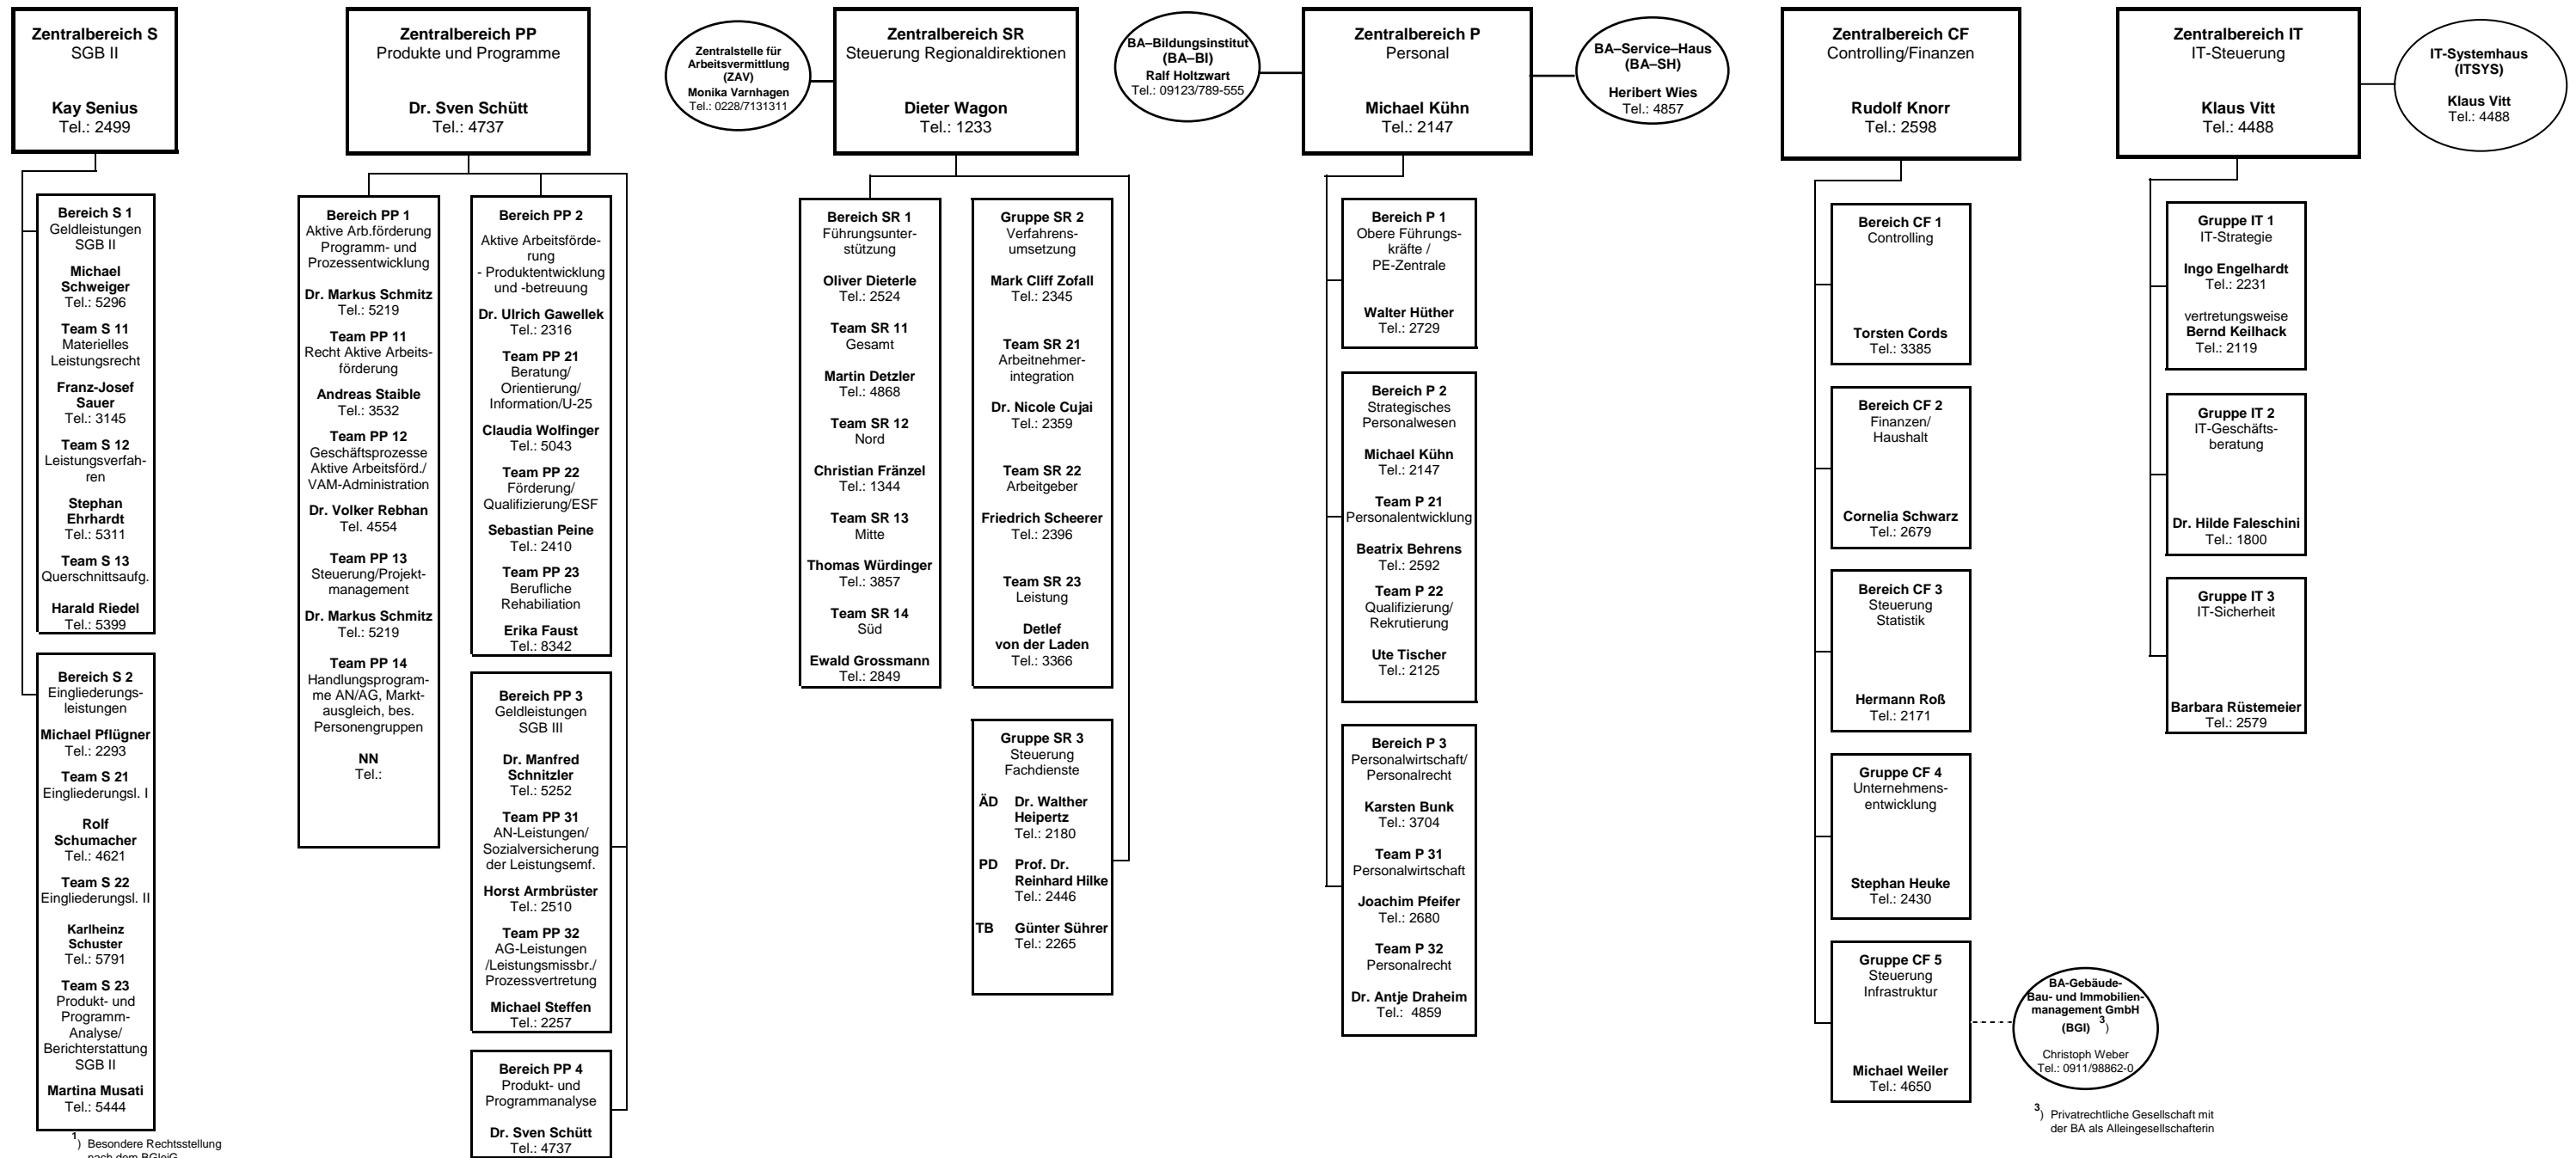 Zentralbereich S
SGB II
Kay Senius
Tel.: 2499
Bereich S 1
Geldleistungen
SGB II
Michael
Schweiger
Tel.: 5296
Team S 11
Materielles
Leistungsrecht
Franz-Josef
Sauer
Tel.: 3145
Team S 12
Leistungsverfah-
ren
Stephan
Ehrhardt
Tel.: 5311
Team S 13
Querschnittsaufg.
Harald Riedel
Tel.: 5399
Bereich S 2
Eingliederungs-
leistungen
Michael Pflügner
Tel.: 2293
Team S 21
Eingliederungsl. I
Rolf
Schumacher
Tel.: 4621
Team S 22
Eingliederungsl. II
Karlheinz
Schuster
Tel.: 5791
Team S 23
Produkt- und
Programm-
Analyse/
Berichterstattung
SGB II
Martina Musati
Tel.: 5444
1) Besondere Rechtsstellung
nach dem BGleiG
Zentralbereich PP
Produkte und Programme
Dr. Sven Schütt
Tel.: 4737
Bereich PP 1
Aktive Arb.förderung
Programm- und
Prozessentwicklung
Dr. Markus Schmitz
Tel.: 5219
Team PP 11
Recht Aktive Arbeits-
förderung
Andreas Staible
Tel.: 3532
Team PP 12
Geschäftsprozesse
Aktive Arbeitsförd./
VAM-Administration
Dr. Volker Rebhan
Tel. 4554
Team PP 13
Steuerung/Projekt-
management
Dr. Markus Schmitz
Tel.: 5219
Team PP 14
Handlungsprogram-
me AN/AG, Markt-
ausgleich, bes.
Personengruppen
NN
Tel.:
Bereich PP 2
Aktive Arbeitsförde-
rung
- Produktentwicklung
und -betreuung
Dr. Ulrich Gawellek
Tel.: 2316
Team PP 21
Beratung/
Orientierung/
Information/U-25
Claudia Wolfinger
Tel.: 5043
Team PP 22
Förderung/
Qualifizierung/ESF
Sebastian Peine
Tel.: 2410
Team PP 23
Berufliche
Rehabiliation
Erika Faust
Tel.: 8342
Bereich PP 3
Geldleistungen
SGB III
Dr. Manfred
Schnitzler
Tel.: 5252
Team PP 31
AN-Leistungen/
Sozialversicherung
der Leistungsemf.
Horst Armbrüster
Tel.: 2510
Team PP 32
AG-Leistungen
/Leistungsmissbr./
Prozessvertretung
Michael Steffen
Tel.: 2257
Bereich PP 4
Produkt- und
Programmanalyse
Dr. Sven Schütt
Tel.: 4737
Zentralstelle für
Arbeitsvermittlung
(ZAV)
Monika Varnhagen
Tel.: 0228/7131311
Zentralbereich SR
Steuerung Regionaldirektionen
Dieter Wagon
Tel.: 1233
Bereich SR 1
Führungsunter-
stützung
Oliver Dieterle
Tel.: 2524
Team SR 11
Gesamt
Martin Detzler
Tel.: 4868
Team SR 12
Nord
Christian Fränzel
Tel.: 1344
Team SR 13
Mitte
Thomas Würdinger
Tel.: 3857
Team SR 14
Süd
Ewald Grossmann
Tel.: 2849
Gruppe SR 2
Verfahrens-
umsetzung
Mark Cliff Zofall
Tel.: 2345
Team SR 21
Arbeitnehmer-
integration
Dr. Nicole Cujai
Tel.: 2359
Team SR 22
Arbeitgeber
Friedrich Scheerer
Tel.: 2396
Team SR 23
Leistung
Detlef
von der Laden
Tel.: 3366
Gruppe SR 3
Steuerung
Fachdienste
ÄD Dr. Walther
Heipertz
Tel.: 2180
PD Prof. Dr.
Reinhard Hilke
Tel.: 2446
TB Günter Sührer
Tel.: 2265
BA–Bildungsinstitut
(BA–BI)
Ralf Holtzwart
Tel.: 09123/789-555
Zentralbereich P
Personal
Michael Kühn
Tel.: 2147
BA–Service–Haus
(BA–SH)
Heribert Wies
Tel.: 4857
Bereich P 1
Obere Führungs-
kräfte /
PE-Zentrale
Walter Hüther
Tel.: 2729
Bereich P 2
Strategisches
Personalwesen
Michael Kühn
Tel.: 2147
Team P 21
Personalentwicklung
Beatrix Behrens
Tel.: 2592
Team P 22
Qualifizierung/
Rekrutierung
Ute Tischer
Tel.: 2125
Bereich P 3
Personalwirtschaft/
Personalrecht
Karsten Bunk
Tel.: 3704
Team P 31
Personalwirtschaft
Joachim Pfeifer
Tel.: 2680
Team P 32
Personalrecht
Dr. Antje Draheim
Tel.: 4859
Zentralbereich CF
Controlling/Finanzen
Rudolf Knorr
Tel.: 2598
Bereich CF 1
Controlling
Torsten Cords
Tel.: 3385
Bereich CF 2
Finanzen/
Haushalt
Cornelia Schwarz
Tel.: 2679
Bereich CF 3
Steuerung
Statistik
Hermann Roß
Tel.: 2171
Gruppe CF 4
Unternehmens-
entwicklung
Stephan Heuke
Tel.: 2430
Gruppe CF 5
Steuerung
Infrastruktur
Michael Weiler
Tel.: 4650
BA-Gebäude-
Bau- und Immobilien-
management GmbH
(BGI) 3)
Christoph Weber
Tel.: 0911/98862-0
3) Privatrechtliche Gesellschaft mit
der BA als Alleingesellschafterin
Zentralbereich IT
IT-Steuerung
Klaus Vitt
Tel.: 4488
IT-Systemhaus
(ITSYS)
Klaus Vitt
Tel.: 4488
Gruppe IT 1
IT-Strategie
Ingo Engelhardt
Tel.: 2231
vertretungsweise
Bernd Keilhack
Tel.: 2119
Gruppe IT 2
IT-Geschäfts-
beratung
Dr. Hilde Faleschini
Tel.: 1800
Gruppe IT 3
IT-Sicherheit
Barbara Rüstemeier
Tel.: 2579